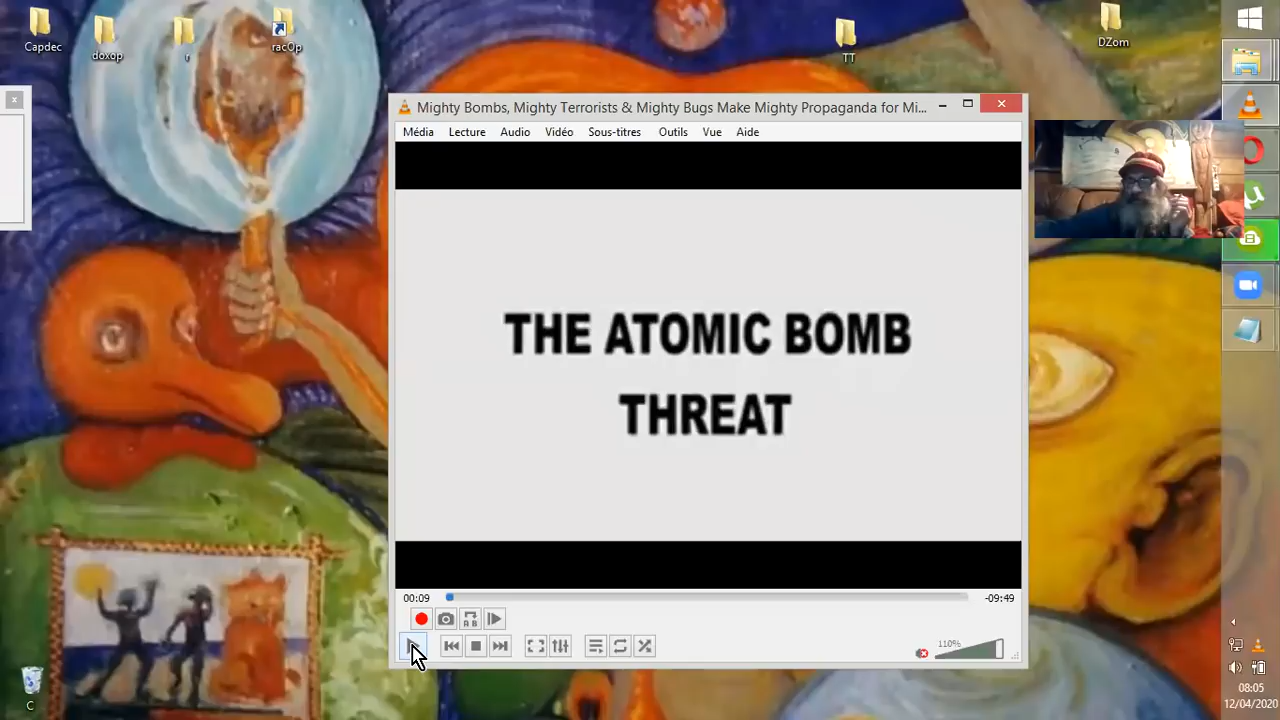 Capdec
doxop
r
racOp
TT
DZom
Mighty Bombs, Mighty Terrorists & Mighty Bugs Make Mighty Propaganda for Mi...
Média Lecture Audio Vidéo Sous-titres Outils Vue Aide
THE ATOMIC BOMB
THREAT
00:09
-09:49
A B
110%
C
08:05
12/04/2020